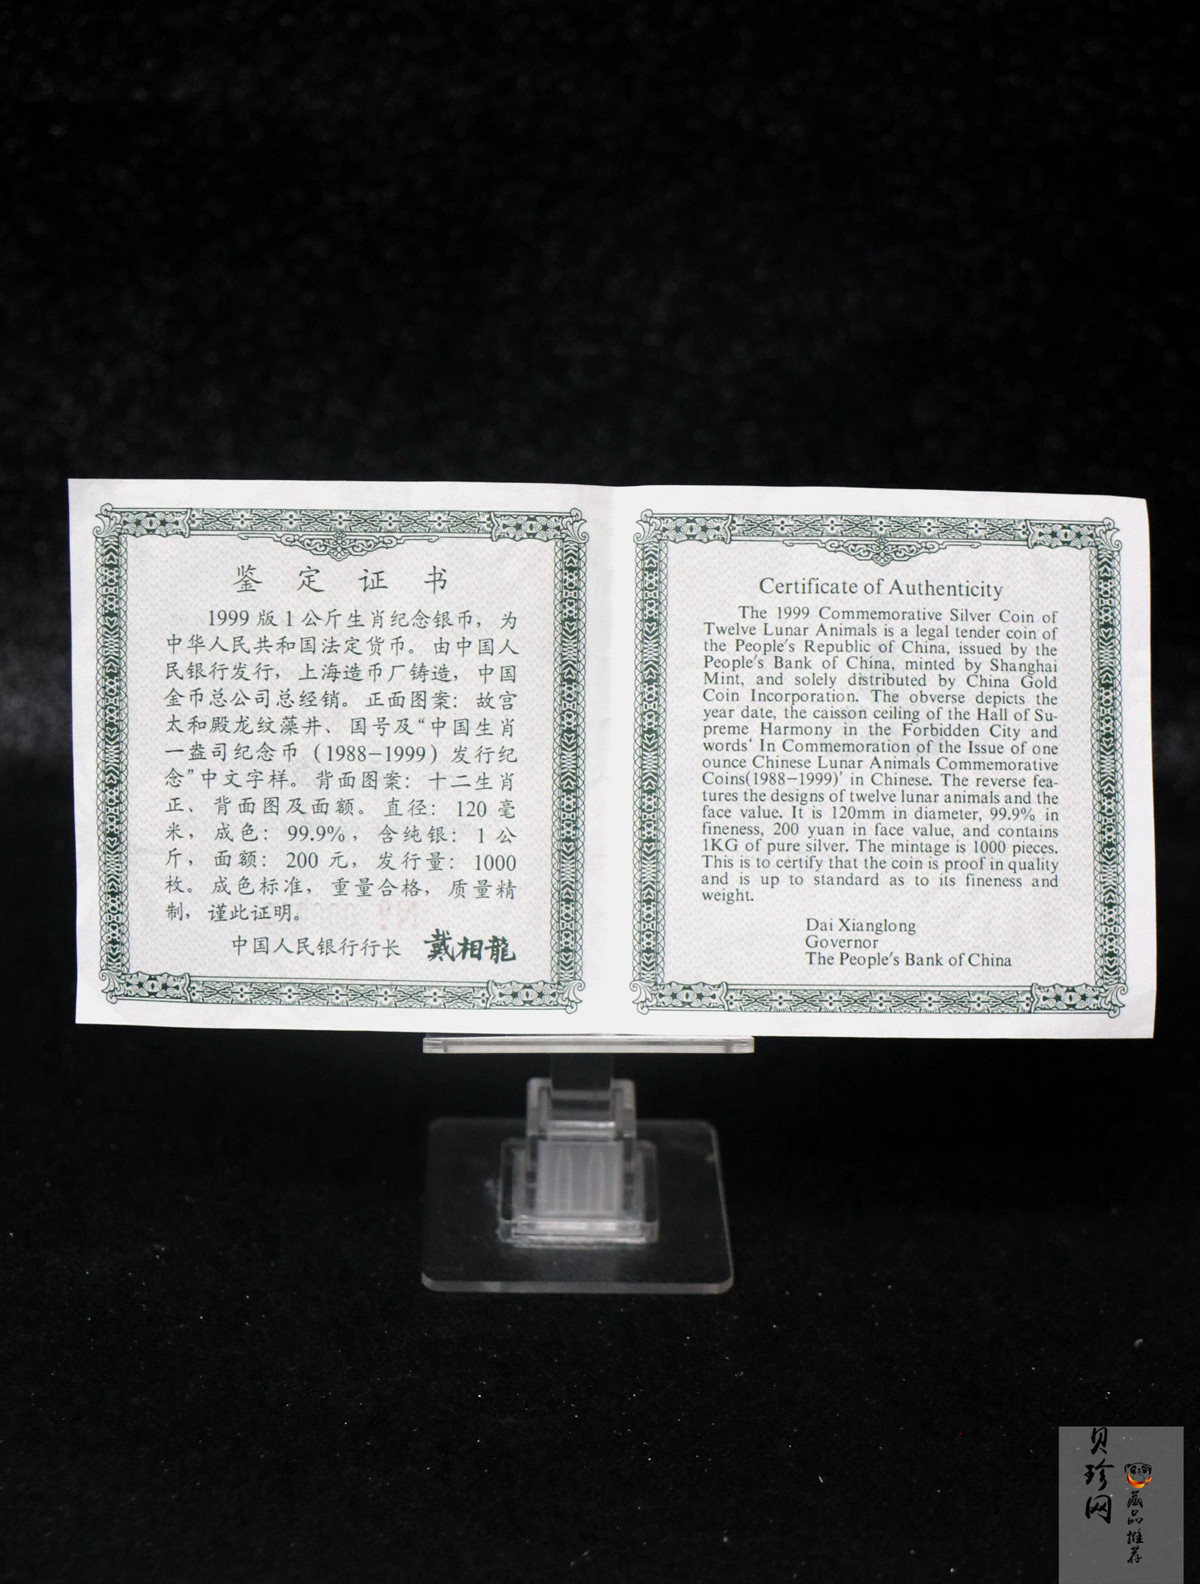 鉴定证书
1999版1公斤生肖纪念银币，为
中华人民共和国法定货币。由中国人
民银行发行，上海造币厂铸造，中国
金币总公司总经销。正面图案：故宫
太和殿龙纹藻井、国号及“中国生肖
一盎司纪念币（1988-1999）发行纪
念”中文字样。背面图案：十二生肖
正、背面图及面额。直径：120毫
米，成色：99.9%，含纯银：1公
斤，面额：200元，发行量：1000
枚。成色标准，重量合格，质量精
制，谨此证明。
中国人民银行行长 戴相龍
Certificate of Authenticity
The 1999 Commemorative Silver Coin of
Twelve Lunar Animals is a legal tender coin of
the People's Republic of China, issued by the
People's Bank of China, minted by Shanghai
Mint, and solely distributed by China Gold
Coin Incorporation. The obverse depicts the
year date, the caisson ceiling of the Hall of Su-
preme Harmony in the Forbidden City and
words' In Commemoration of the Issue of one
ounce Chinese Lunar Animals Commemorative
Coins(1988-1999)' in Chinese. The reverse fea-
tures the designs of twelve lunar animals and the
face value. It is 120mm in diameter, 99.9% in
fineness, 200 yuan in face value, and contains
1KG of pure silver. The mintage is 1000 pieces.
This is to certify that the coin is proof in quality
and is up to standard as to its fineness and
weight.
Dai Xianglong
Governor
The People's Bank of China
贝珍网
藏品推荐